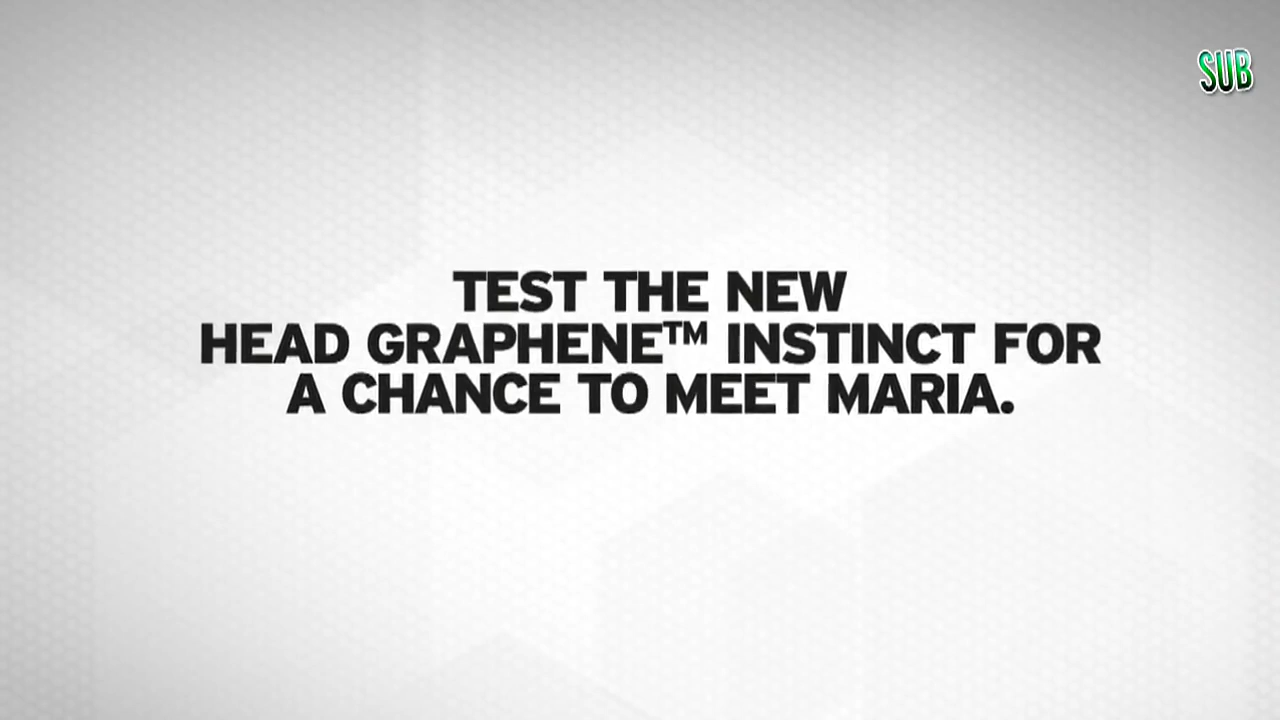 SUB
TEST THE NEW
HEAD GRAPHENE™ INSTINCT FOR
A CHANCE TO MEET MARIA.